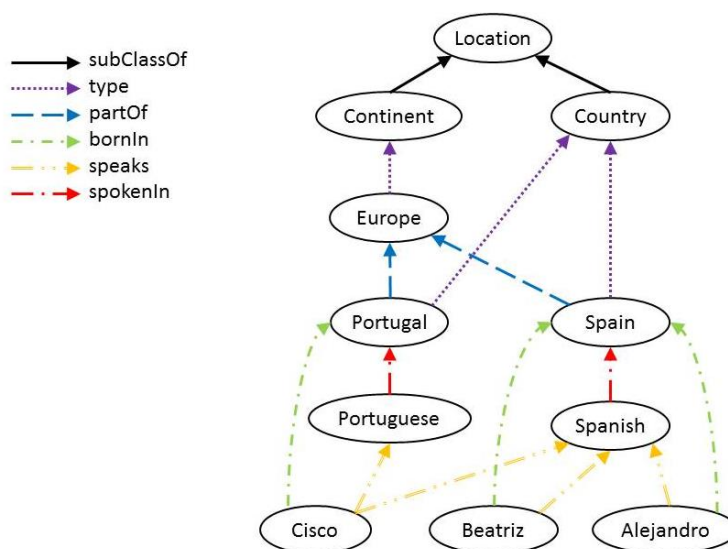 subClassOf
type
partOf
bornIn
speaks
spokenIn
Location
Continent
Country
Europe
Portugal
Spain
Portuguese
Spanish
Cisco
Beatriz
Alejandro